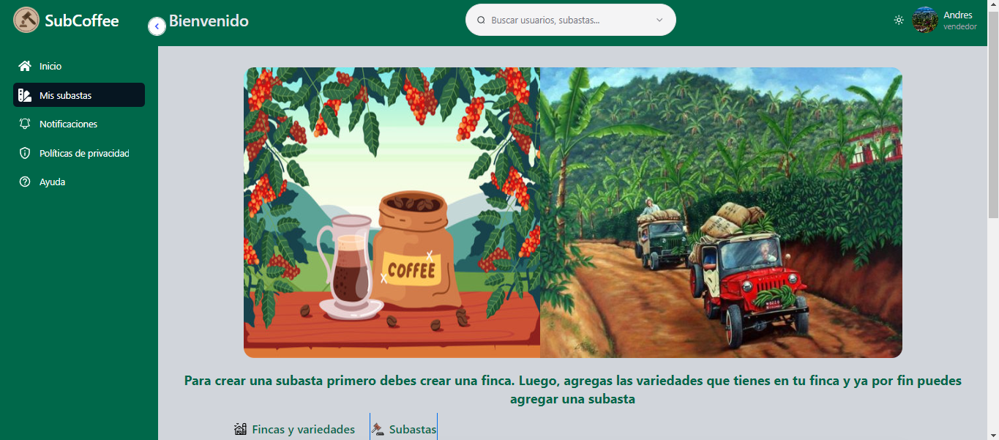 SubCoffee
Bienvenido
Buscar usuarios, subastas...
Andres
vendedor
Inicio
Mis subastas
Notificaciones
Políticas de privacidad
Ayuda
COFFEE
Para crear una subasta primero debes crear una finca. Luego, agregas las variedades que tienes en tu finca y ya por fin puedes
agregar una subasta
Fincas y variedades
Subastas